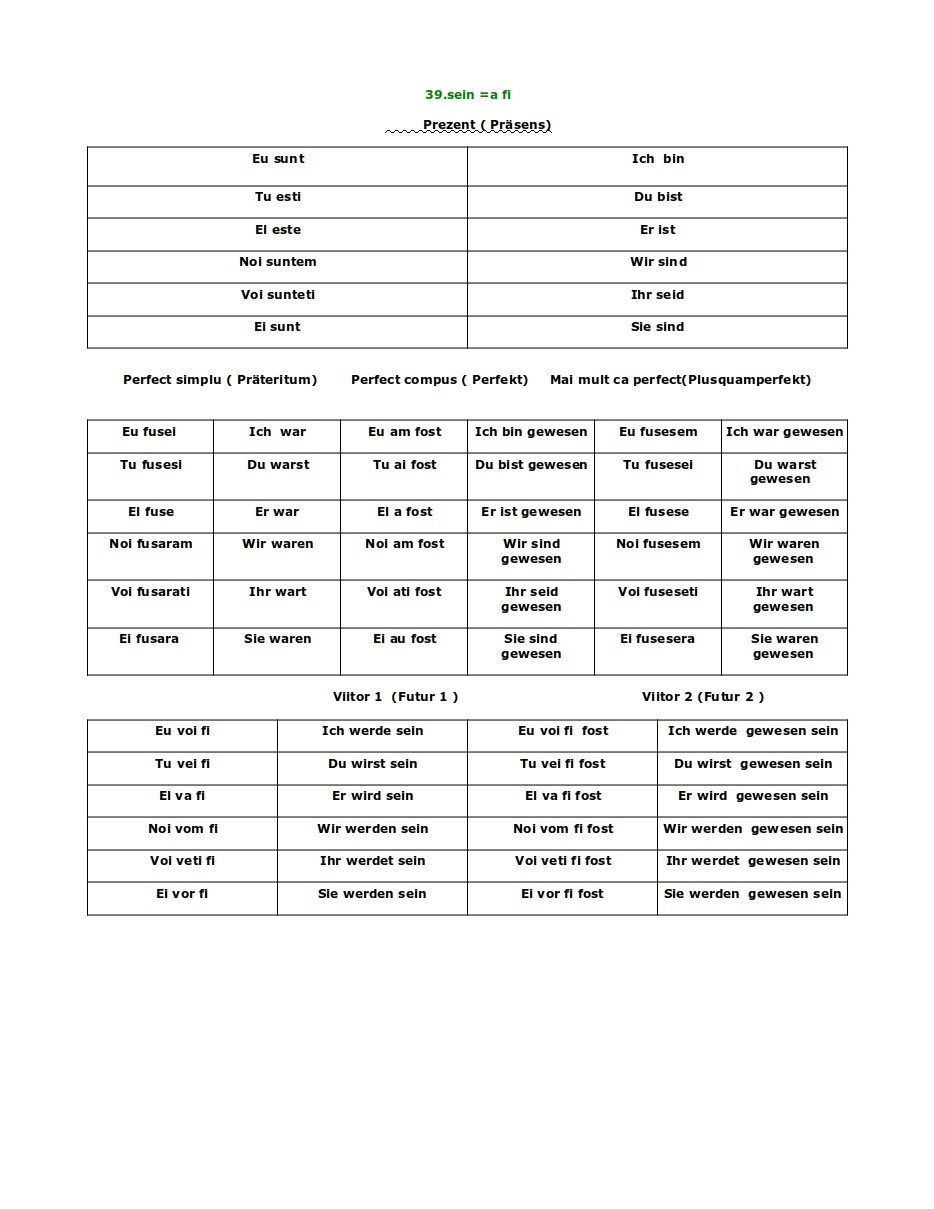 39.sein =a fi
Prezent ( Präsens)
Eu sunt Ich bin
Tu esti Du bist
El este Er ist
Noi suntem Wir sind
Voi sunteti Ihr seid
Ei sunt Sie sind
Perfect simplu ( Präteritum) Perfect compus ( Perfekt) Mai mult ca perfect(Plusquamperfekt)
Eu fusei Ich war Eu am fost Ich bin gewesen Eu fusesem Ich war gewesen
Tu fusesi Du warst Tu ai fost Du bist gewesen Tu fusesei Du warst
gewesen
El fuse Er war El a fost Er ist gewesen El fusese Er war gewesen
Noi fusaram Wir waren Noi am fost Wir sind Noi fusesem Wir waren
gewesen gewesen
Voi fusarati Ihr wart Voi ati fost Ihr seid Voi fuseseti Ihr wart
gewesen gewesen
Ei fusara Sie waren Ei au fost Sie sind Ei fusesera Sie waren
gewesen gewesen
Viitor 1 (Futur 1 ) Viitor 2 (Futur 2 )
Eu voi fi Ich werde sein Eu voi fi fost Ich werde gewesen sein
Tu vei fi Du wirst sein Tu vei fi fost Du wirst gewesen sein
El va fi Er wird sein El va fi fost Er wird gewesen sein
Noi vom fi Wir werden sein Noi vom fi fost Wir werden gewesen sein
Voi veti fi Ihr werdet sein Voi veti fi fost Ihr werdet gewesen sein
Ei vor fi Sie werden sein Ei vor fi fost Sie werden gewesen sein